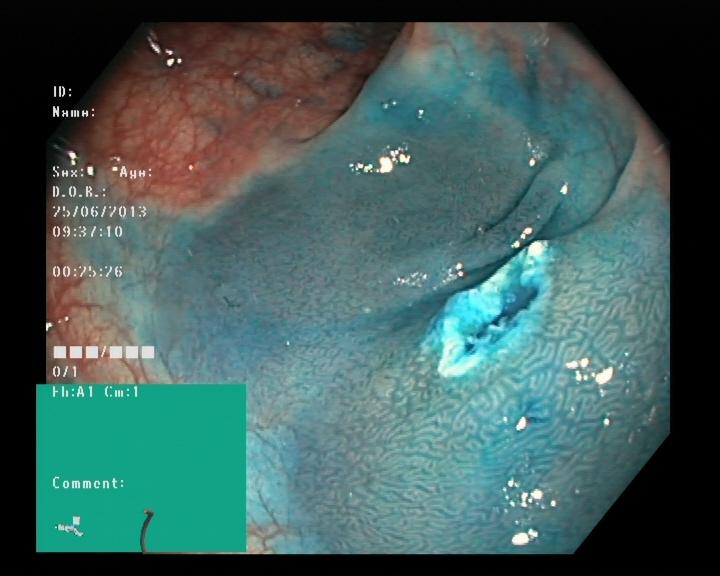 ID:
Name:
Sex: Age:
D.O.B.:
25/06/2013
09:37:10
00:25:26
■■■/■■■
0/1
Eh:A1 Cm:1
Comment: